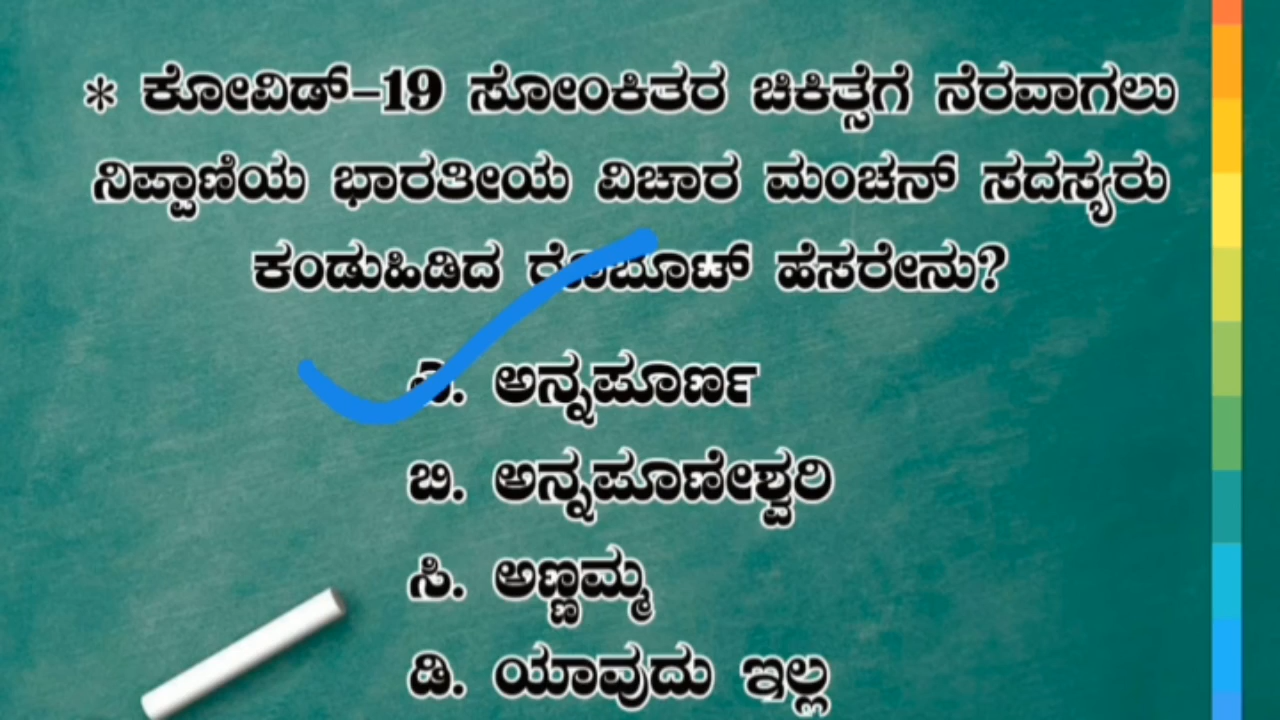 * ಕೋವಿಡ್-19 ಸೋಂಕಿತರ ಚಿಕಿತ್ಸೆಗೆ ನೆರವಾಗಲು
ನಿಪ್ಪಾಣಿಯ ಭಾರತೀಯ ವಿಚಾರ ಮಂಚನ್ ಸದಸ್ಯರು
ಕಂಡುಹಿಡಿದ ರೊಬೂಟ್ ಹೆಸರೇನು?
ಎ. ಅನ್ನಪೂರ್ಣ
ಬಿ. ಅನ್ನಪೂಣೇಶ್ವರಿ
ಸಿ. ಅಣ್ಣಮ್ಮ
ಡಿ. ಯಾವುದು ಇಲ್ಲ